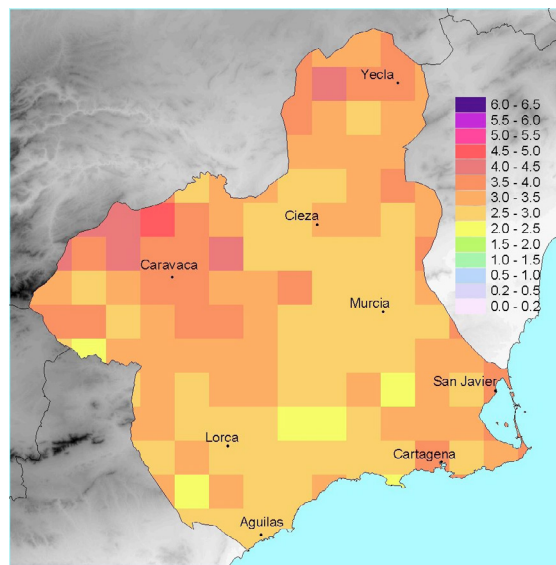 Yecla
6.0 - 6.5
5.5 - 6.0
5.0 - 5.5
4.5 - 5.0
4.0 - 4.5
3.5 - 4.0
3.0 - 3.5
2.5 - 3.0
2.0 - 2.5
1.5 - 2.0
1.0 - 1.5
0.5 - 1.0
0.2 - 0.5
0.0 - 0.2
Cieza
Caravaca
Murcia
San Javier
Lorca
Cartagena
Aguilas